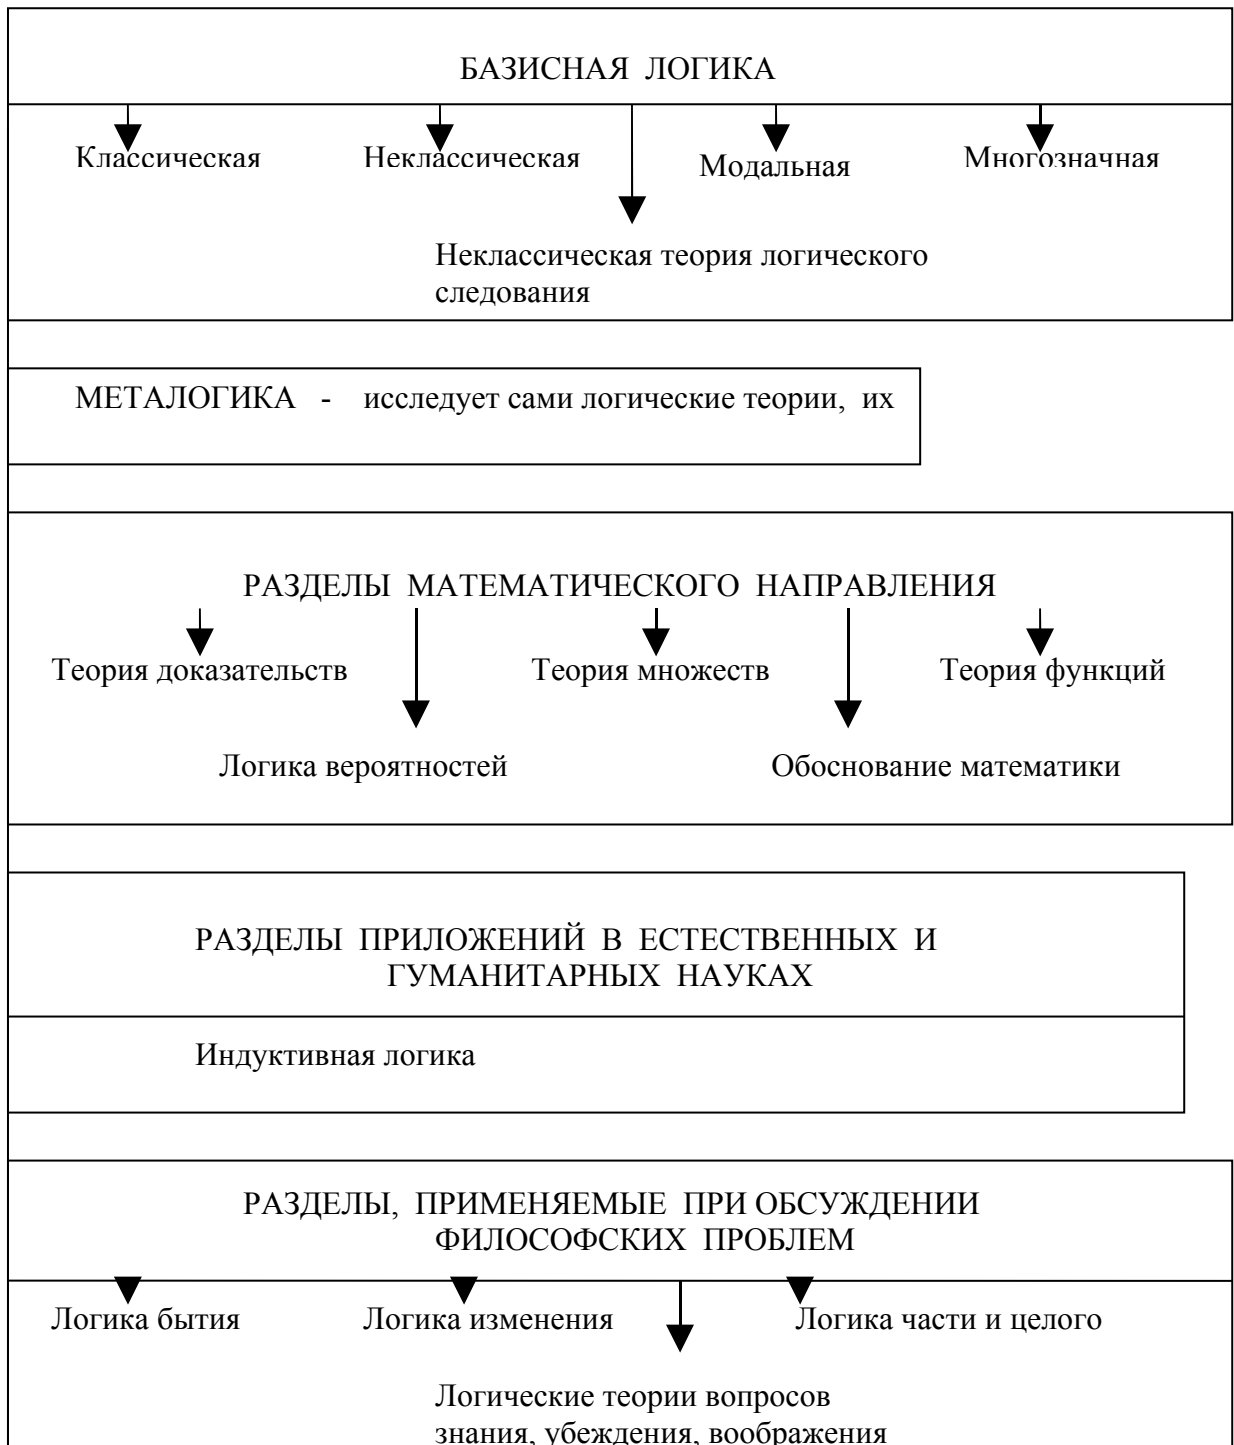 БАЗИСНАЯ ЛОГИКА
Классическая Неклассическая Модальная Многозначная
Неклассическая теория логического
следования
МЕТАЛОГИКА - исследует сами логические теории, их
РАЗДЕЛЫ МАТЕМАТИЧЕСКОГО НАПРАВЛЕНИЯ
Теория доказательств Теория множеств Теория функций
Логика вероятностей Обоснование математики
РАЗДЕЛЫ ПРИЛОЖЕНИЙ В ЕСТЕСТВЕННЫХ И
ГУМАНИТАРНЫХ НАУКАХ
Индуктивная логика
РАЗДЕЛЫ, ПРИМЕНЯЕМЫЕ ПРИ ОБСУЖДЕНИИ
ФИЛОСОФСКИХ ПРОБЛЕМ
Логика бытия Логика изменения Логика части и целого
Логические теории вопросов
знания, убеждения, воображения